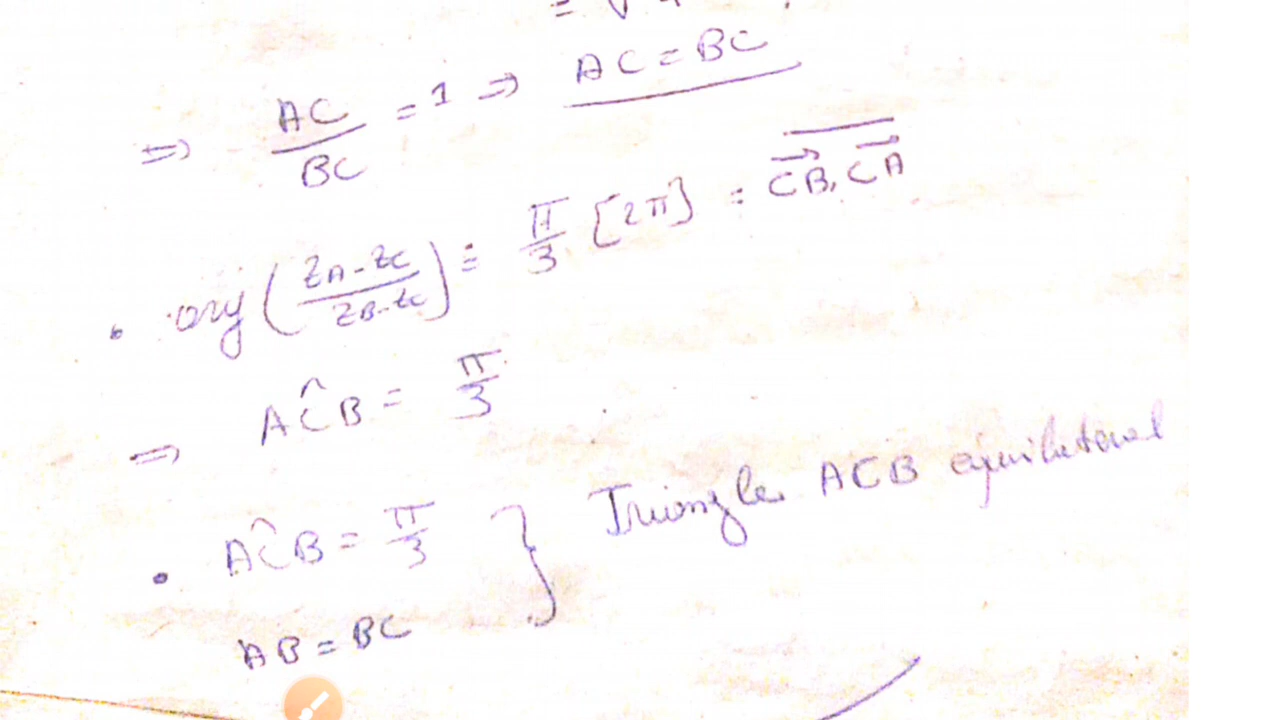 ⇒ AC/BC = 1 ⇒ AC = BC
• arg(zA-zC/zB-zC) = π/3 [2π] = CB, CA
⇒ AĈB = π/3
• AĈB = π/3 } Triangle ACB équilateral
AB = BC